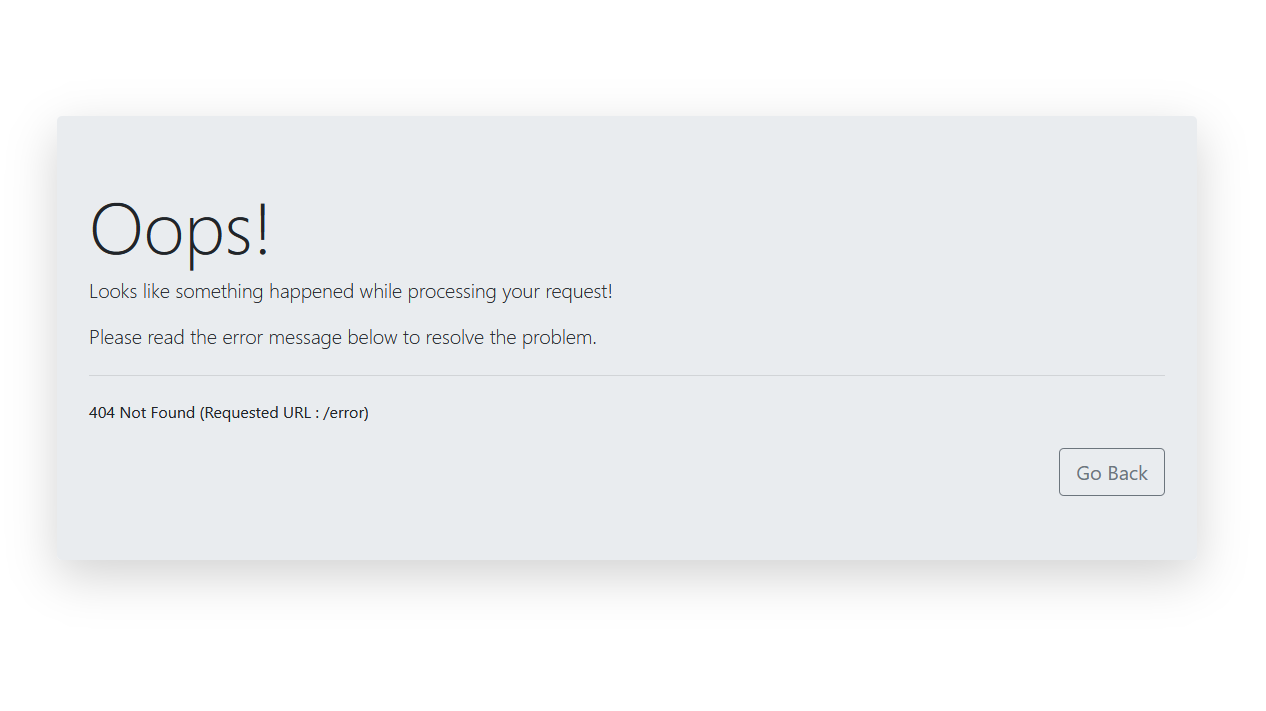 Oops!
Looks like something happened while processing your request!
Please read the error message below to resolve the problem.
404 Not Found (Requested URL : /error)
Go Back